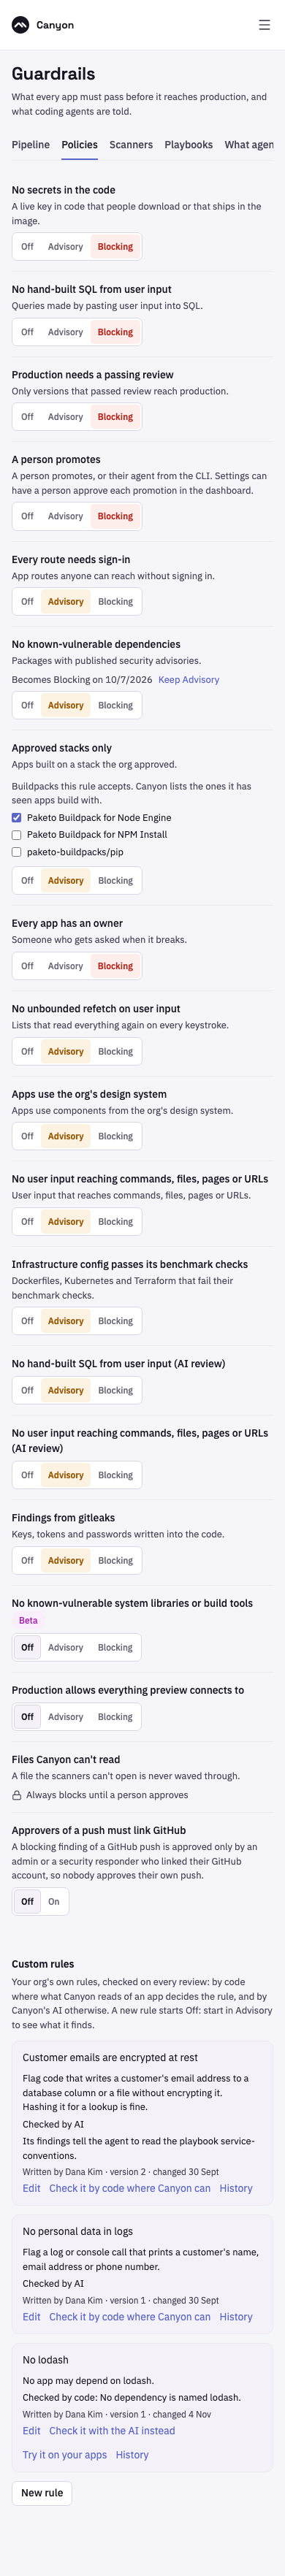 Canyon
Guardrails
What every app must pass before it reaches production, and
what coding agents are told.
Pipeline Policies Scanners Playbooks What agen
No secrets in the code
A live key in code that people download or that ships in the
image.
Off Advisory Blocking
No hand-built SQL from user input
Queries made by pasting user input into SQL.
Off Advisory Blocking
Production needs a passing review
Only versions that passed review reach production.
Off Advisory Blocking
A person promotes
A person promotes, or their agent from the CLI. Settings can
have a person approve each promotion in the dashboard.
Off Advisory Blocking
Every route needs sign-in
App routes anyone can reach without signing in.
Off Advisory Blocking
No known-vulnerable dependencies
Packages with published security advisories.
Becomes Blocking on 10/7/2026 Keep Advisory
Off Advisory Blocking
Approved stacks only
Apps built on a stack the org approved.
Buildpacks this rule accepts. Canyon lists the ones it has
seen apps build with.
Paketo Buildpack for Node Engine
Paketo Buildpack for NPM Install
paketo-buildpacks/pip
Off Advisory Blocking
Every app has an owner
Someone who gets asked when it breaks.
Off Advisory Blocking
No unbounded refetch on user input
Lists that read everything again on every keystroke.
Off Advisory Blocking
Apps use the org's design system
Apps use components from the org's design system.
Off Advisory Blocking
No user input reaching commands, files, pages or URLs
User input that reaches commands, files, pages or URLs.
Off Advisory Blocking
Infrastructure config passes its benchmark checks
Dockerfiles, Kubernetes and Terraform that fail their
benchmark checks.
Off Advisory Blocking
No hand-built SQL from user input (AI review)
Off Advisory Blocking
No user input reaching commands, files, pages or URLs
(AI review)
Off Advisory Blocking
Findings from gitleaks
Keys, tokens and passwords written into the code.
Off Advisory Blocking
No known-vulnerable system libraries or build tools
Beta
Off Advisory Blocking
Production allows everything preview connects to
Off Advisory Blocking
Files Canyon can't read
A file the scanners can't open is never waved through.
Always blocks until a person approves
Approvers of a push must link GitHub
A blocking finding of a GitHub push is approved only by an
admin or a security responder who linked their GitHub
account, so nobody approves their own push.
Off On
Custom rules
Your org's own rules, checked on every review: by code
where what Canyon reads of an app decides the rule, and by
Canyon's AI otherwise. A new rule starts Off: start in Advisory
to see what it finds.
Customer emails are encrypted at rest
Flag code that writes a customer's email address to a
database column or a file without encrypting it.
Hashing it for a lookup is fine.
Checked by AI
Its findings tell the agent to read the playbook service-
conventions.
Written by Dana Kim · version 2 · changed 30 Sept
Edit Check it by code where Canyon can History
No personal data in logs
Flag a log or console call that prints a customer's name,
email address or phone number.
Checked by AI
Written by Dana Kim · version 1 · changed 30 Sept
Edit Check it by code where Canyon can History
No lodash
No app may depend on lodash.
Checked by code: No dependency is named lodash.
Written by Dana Kim · version 1 · changed 4 Nov
Edit Check it with the AI instead
Try it on your apps History
New rule